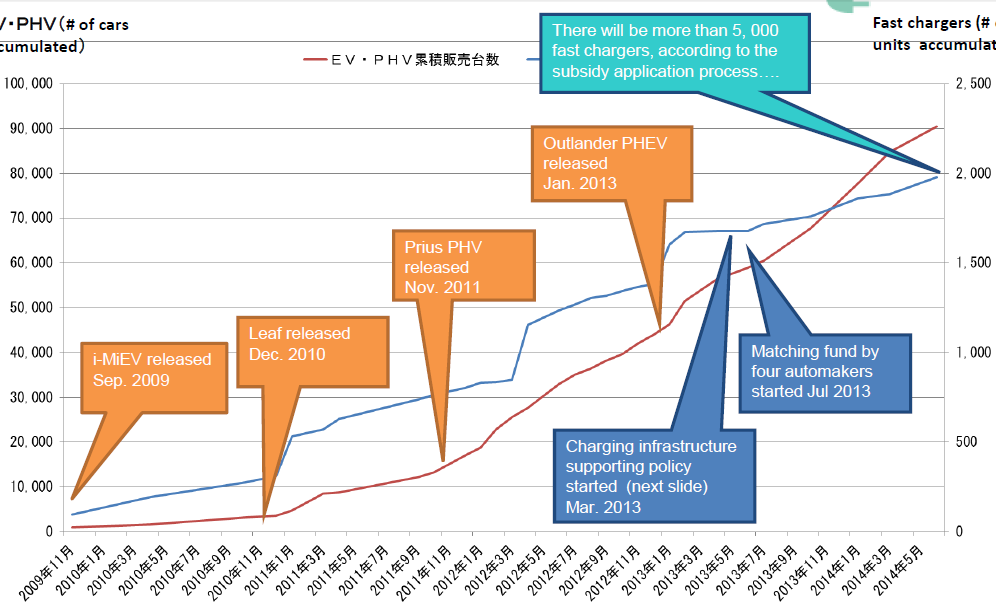 V・PHV（# of cars
cumulated）
Fast chargers (#
units accumulat
ＥＶ・ＰＨＶ累積販売台数
There will be more than 5, 000
fast chargers, according to the
subsidy application process….
100, 000
90, 000
80, 000
70, 000
60, 000
50, 000
40, 000
30, 000
20, 000
10, 000
0
2, 500
2, 000
1, 500
1, 000
500
0
Outlander PHEV
released
Jan. 2013
Prius PHV
released
Nov. 2011
Leaf released
Dec. 2010
i-MiEV released
Sep. 2009
Matching fund by
four automakers
started Jul 2013
Charging infrastructure
supporting policy
started (next slide)
Mar. 2013
2009年11月
2010年1月
2010年3月
2010年5月
2010年7月
2010年9月
2010年11月
2011年1月
2011年3月
2011年5月
2011年7月
2011年9月
2011年11月
2012年1月
2012年3月
2012年5月
2012年7月
2012年9月
2012年11月
2013年1月
2013年3月
2013年5月
2013年7月
2013年9月
2013年11月
2014年1月
2014年3月
2014年5月